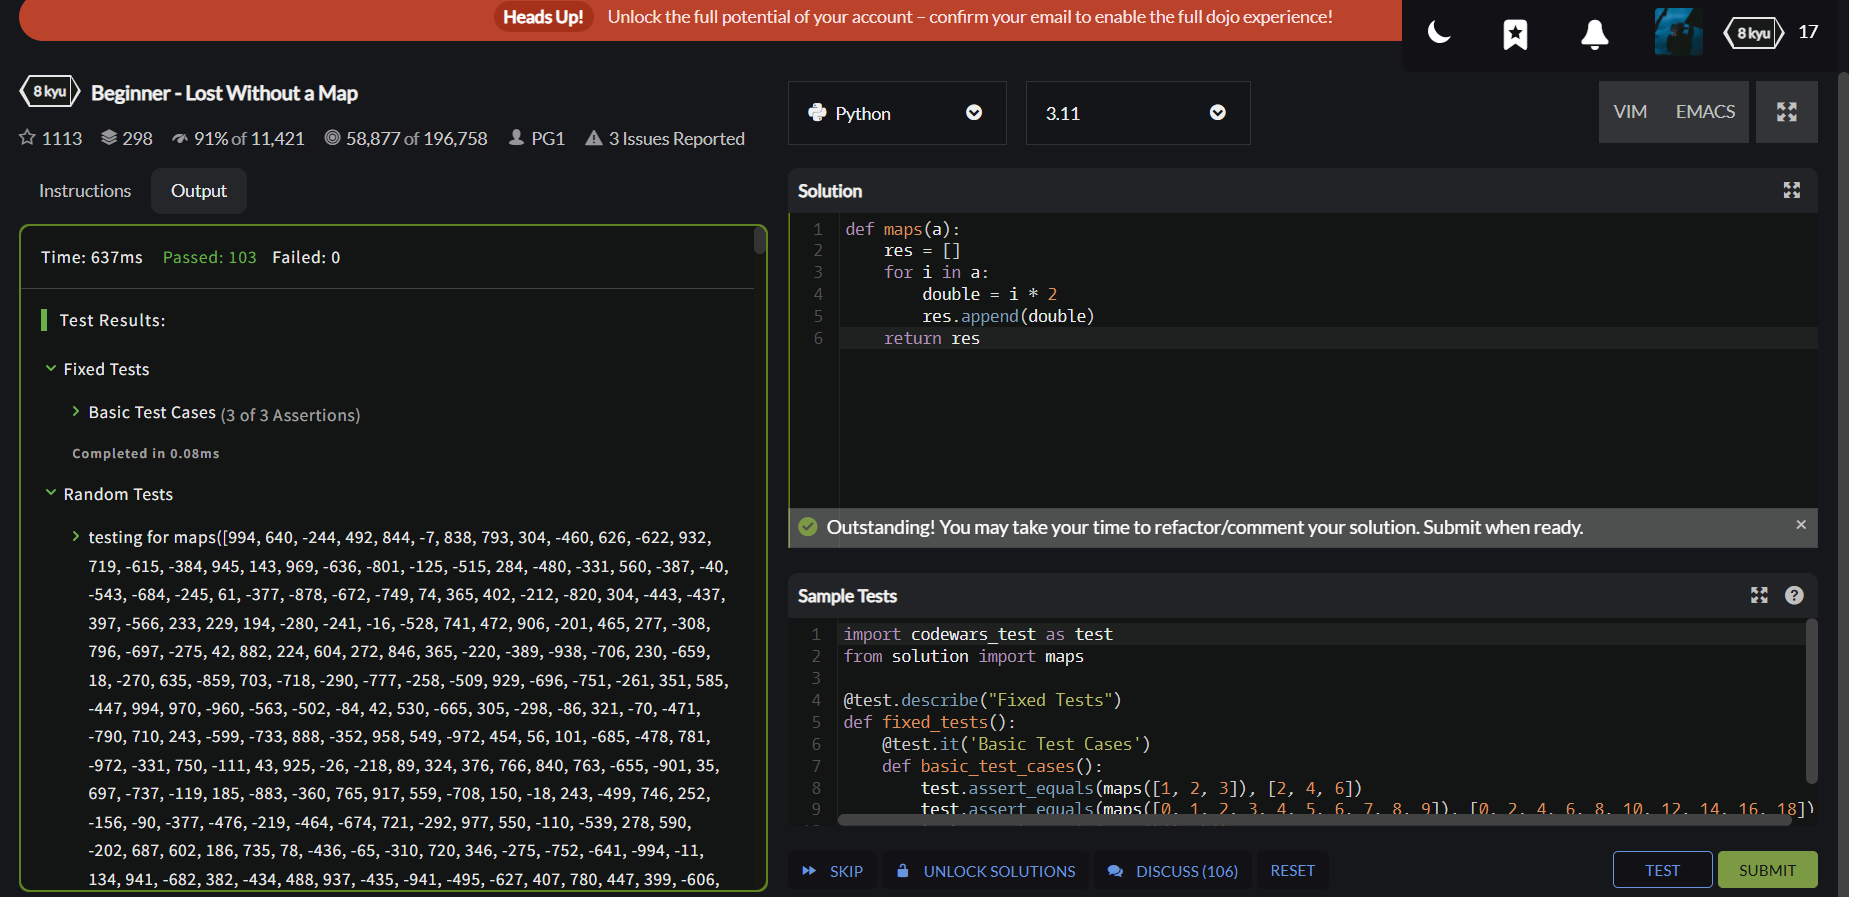 Heads Up! Unlock the full potential of your account – confirm your email to enable the full dojo experience!
8 kyu 17
8 kyu Beginner - Lost Without a Map
1113 298 91% of 11,421 58,877 of 196,758 PG1 3 Issues Reported
Instructions Output
Time: 637ms Passed: 103 Failed: 0
Test Results:
Fixed Tests
Basic Test Cases (3 of 3 Assertions)
Completed in 0.08ms
Random Tests
testing for maps([994, 640, -244, 492, 844, -7, 838, 793, 304, -460, 626, -622, 932,
719, -615, -384, 945, 143, 969, -636, -801, -125, -515, 284, -480, -331, 560, -387, -40,
-543, -684, -245, 61, -377, -878, -672, -749, 74, 365, 402, -212, -820, 304, -443, -437,
397, -566, 233, 229, 194, -280, -241, -16, -528, 741, 472, 906, -201, 465, 277, -308,
796, -697, -275, 42, 882, 224, 604, 272, 846, 365, -220, -389, -938, -706, 230, -659,
18, -270, 635, -859, 703, -718, -290, -777, -258, -509, 929, -696, -751, -261, 351, 585,
-447, 994, 970, -960, -563, -502, -84, 42, 530, -665, 305, -298, -86, 321, -70, -471,
-790, 710, 243, -599, -733, 888, -352, 958, 549, -972, 454, 56, 101, -685, -478, 781,
-972, -331, 750, -111, 43, 925, -26, -218, 89, 324, 376, 766, 840, 763, -655, -901, 35,
697, -737, -119, 185, -883, -360, 765, 917, 559, -708, 150, -18, 243, -499, 746, 252,
-156, -90, -377, -476, -219, -464, -674, 721, -292, 977, 550, -110, -539, 278, 590,
-202, 687, 602, 186, 735, 78, -436, -65, -310, 720, 346, -275, -752, -641, -994, -11,
134, 941, -682, 382, -434, 488, 937, -435, -941, -495, -627, 407, 780, 447, 399, -606,
Python 3.11 VIM EMACS
Solution
1 def maps(a):
2     res = []
3     for i in a:
4         double = i * 2
5         res.append(double)
6     return res
Outstanding! You may take your time to refactor/comment your solution. Submit when ready.
Sample Tests
1 import codewars_test as test
2 from solution import maps
3
4 @test.describe("Fixed Tests")
5 def fixed_tests():
6     @test.it('Basic Test Cases')
7     def basic_test_cases():
8         test.assert_equals(maps([1, 2, 3]), [2, 4, 6])
9         test.assert_equals(maps([0, 1, 2, 3, 4, 5, 6, 7, 8, 9]), [0, 2, 4, 6, 8, 10, 12, 14, 16, 18])
SKIP UNLOCK SOLUTIONS DISCUSS (106) RESET TEST SUBMIT